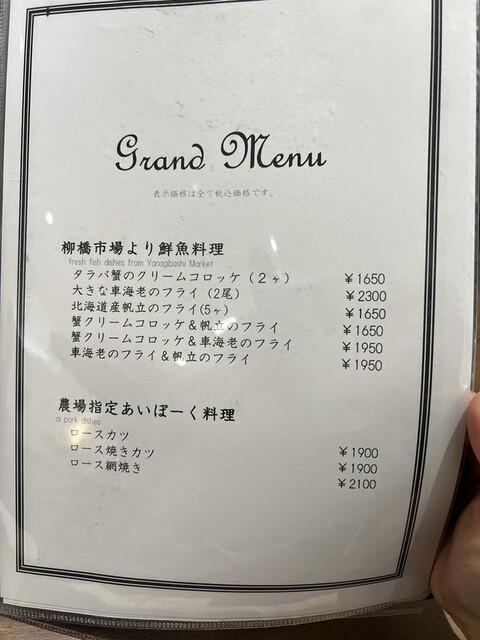 Grand Menu
表示価格は全て税込価格です。
柳橋市場より鮮魚料理
fresh fish dishes from Yanagibashi Market
タラバ蟹のクリームコロッケ(2ヶ) ¥1650
大きな車海老のフライ(2尾) ¥2300
北海道産帆立のフライ(5ヶ) ¥1650
蟹クリームコロッケ&帆立のフライ ¥1650
蟹クリームコロッケ&車海老のフライ ¥1950
車海老のフライ&帆立のフライ ¥1950
農場指定あいぽーく料理
a pork dishes
ロースカツ ¥1900
ロース焼きカツ ¥1900
ロース網焼き ¥2100